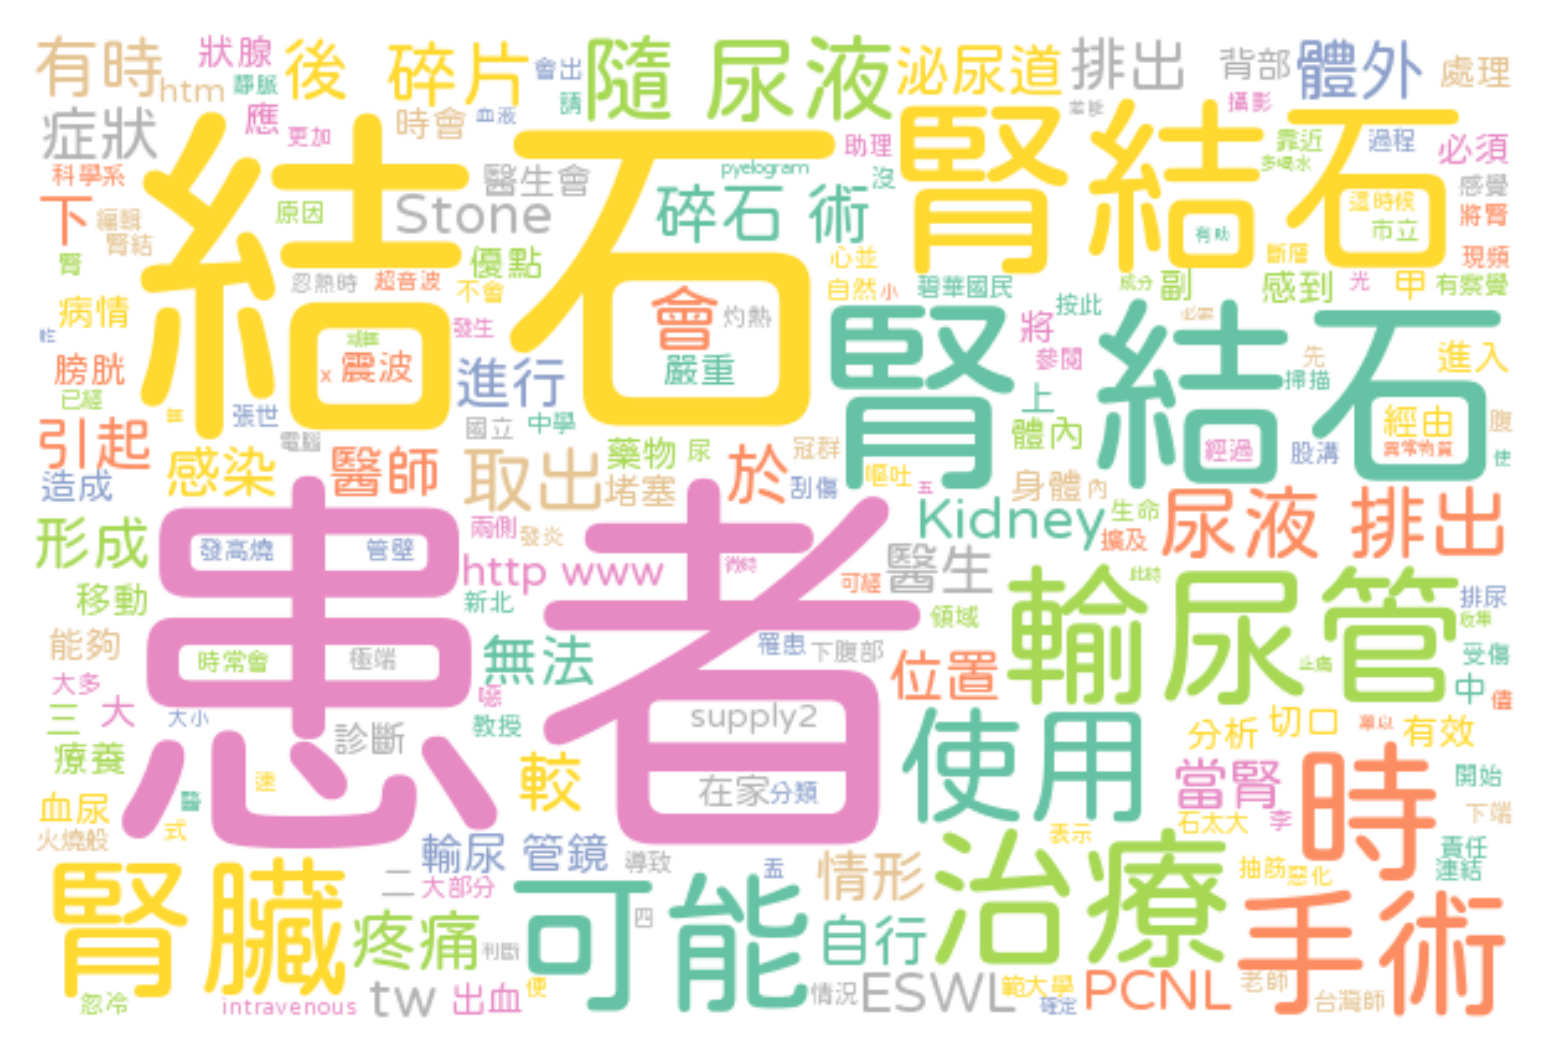 有時 狀腺 後 碎片 會出 隨 尿液 泌尿道 排出 背部 體外 處理
htm 靜脈 請 攝影
症狀 應 更加 時會 血液 助理 腎 結石 靠近 過程 必須
科學系 醫生會 pyelogram 沒 多喝水 感覺
結石
下 編輯 原因 Stone 碎石 術 這時候 將腎
腎結 優點 有助 市立
腎 忍熱時 超音波 不會 心並 斷層 現頻
病情 發生 會 灼熱 自然 小 碧華國民 成分 副 感到 光 甲 有察覺
腎 結石
震波 嚴重 將 按此 必需
膀胱 x 進行 參閱 先 進入
已經 張世 國立 中學 上 掃描
引起 電腦 藥物 尿 於 冠群 體內 經過 股溝 經由 腹
造成 感染 醫師 取出 堵塞 刮傷 嘔吐 五 身體 內 異常物質 使
患者
形成 發高燒 管壁 兩側 發炎 Kidney 生命 尿液 排出
http www 微時 可經 醫生 擴及
移動 新北 領域 輸尿管 此時 排尿
收集
能夠 時常會 極端 無法 罹患 下腹部 位置 止痛 受傷
大多 噁 中 儘
三 大 大小 教授 supply2 使用 分析 切口 有效
療養 診斷 較 在家 分類 當腎 時 開始
血尿 速 石太大 李 下端
火燒般 式 輸尿 管鏡 導致 表示 責任
腎臟 二 大部分 可能 盂 情形 治療 抽筋 惡化 連結
疼痛 判斷 四 自行 手術
忽冷 intravenous tw 出血 便 情況 ESWL 範大學 確定 PCNL 老師 台灣師